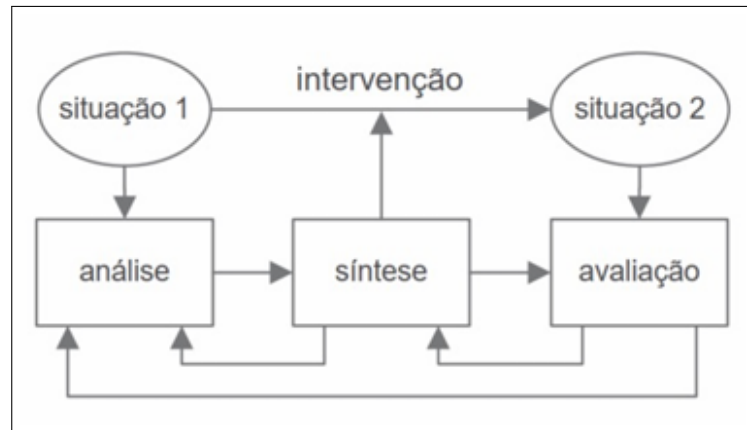 intervenção
situação 1
situação 2
análise
síntese
avaliação